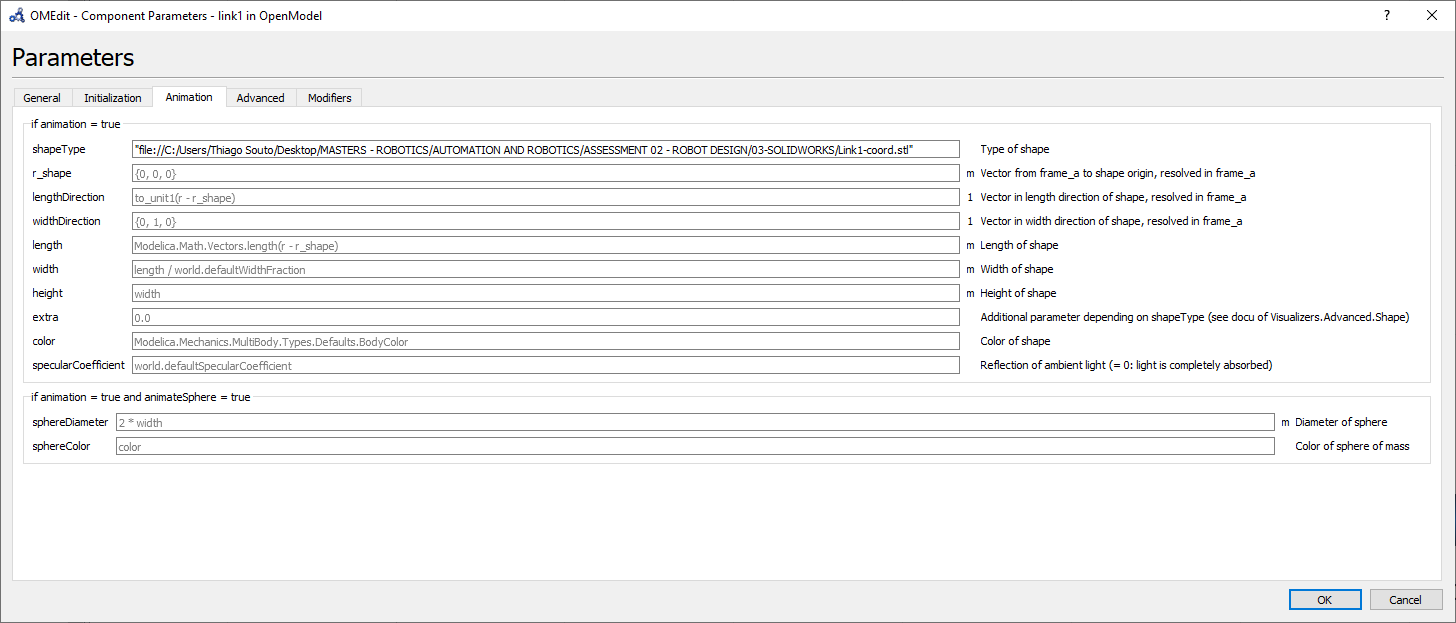 OMEdit - Component Parameters - link1 in OpenModel ?
Parameters
General Initialization Animation Advanced Modifiers
if animation = true
shapeType "file://C:/Users/Thiago Souto/Desktop/MASTERS - ROBOTICS/AUTOMATION AND ROBOTICS/ASSESSMENT 02 - ROBOT DESIGN/03-SOLIDWORKS/Link1-coord.stl" Type of shape
r_shape {0, 0, 0} m Vector from frame_a to shape origin, resolved in frame_a
lengthDirection to_unit1(r - r_shape) 1 Vector in length direction of shape, resolved in frame_a
widthDirection {0, 1, 0} 1 Vector in width direction of shape, resolved in frame_a
length Modelica.Math.Vectors.length(r - r_shape) m Length of shape
width length / world.defaultWidthFraction m Width of shape
height width m Height of shape
extra 0.0 Additional parameter depending on shapeType (see docu of Visualizers.Advanced.Shape)
color Modelica.Mechanics.MultiBody.Types.Defaults.BodyColor Color of shape
specularCoefficient world.defaultSpecularCoefficient Reflection of ambient light (= 0: light is completely absorbed)
if animation = true and animateSphere = true
sphereDiameter 2 * width m Diameter of sphere
sphereColor color Color of sphere of mass
OK Cancel